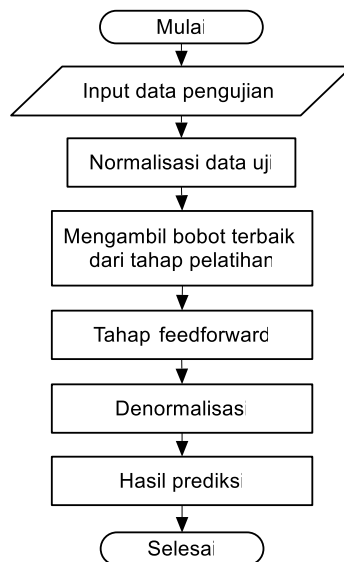 Mulai
Input data pengujian
Normalisasi data uji
Mengambil bobot terbaik
dari tahap pelatihan
Tahap feedforward
Denormalisasi
Hasil prediksi
Selesai